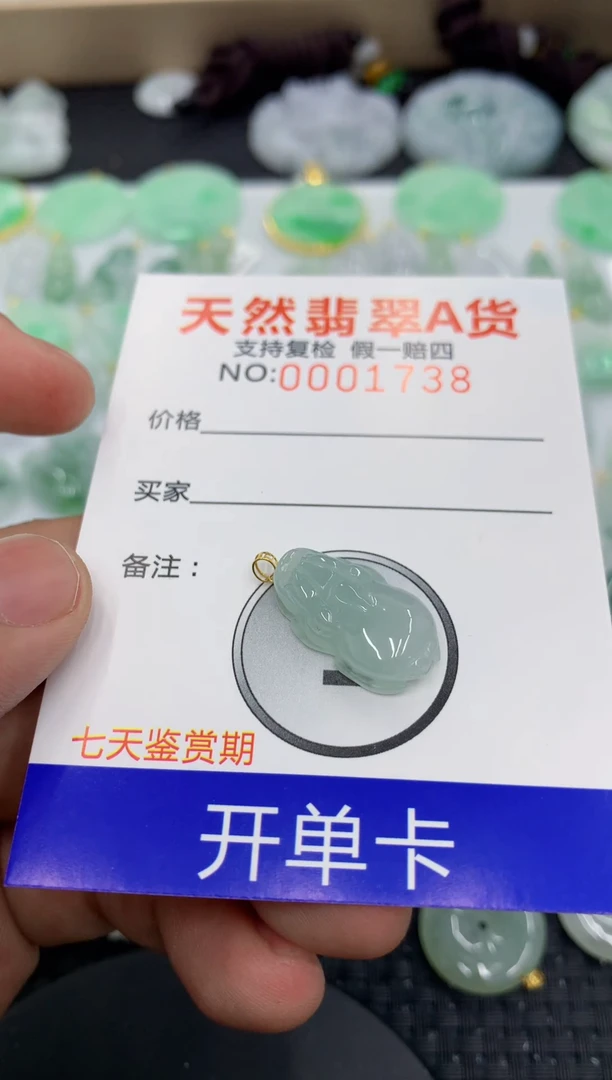 天然翡翠A货
支持复检 假一赔四
NO:0001738
价格
买家
备注：
七天鉴赏期
开单卡